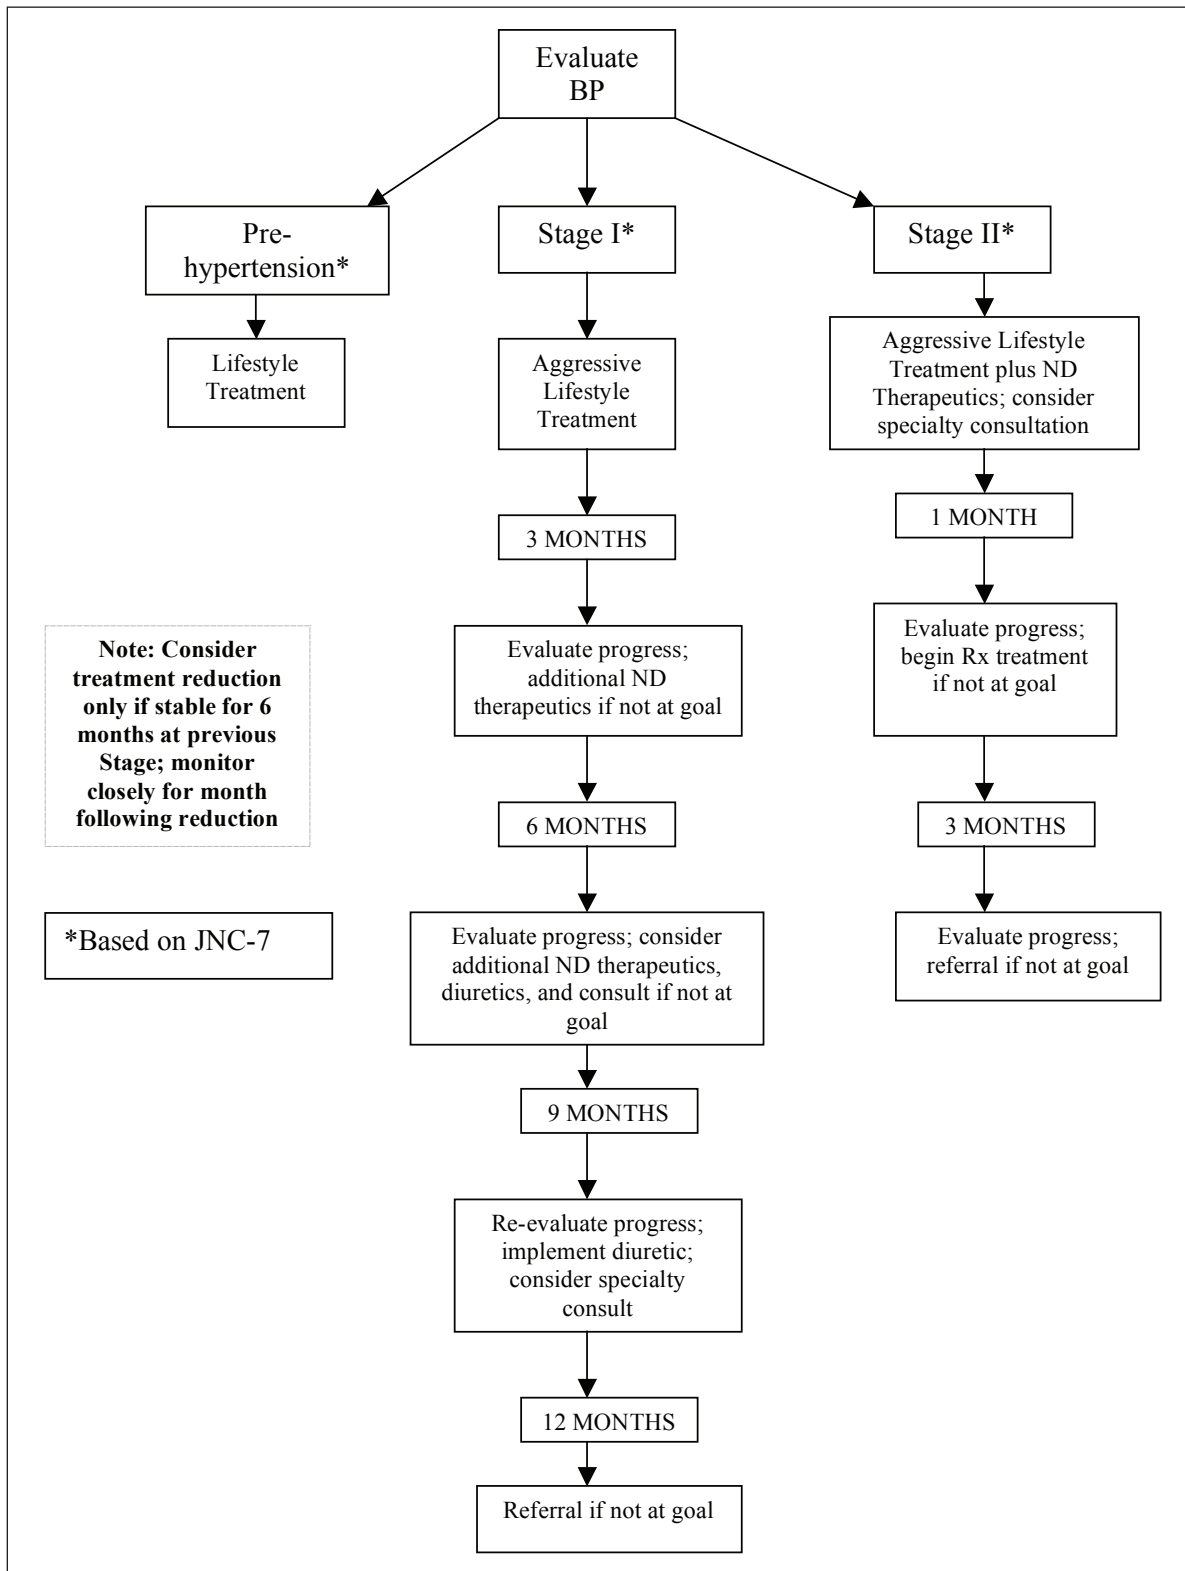 Evaluate
BP
Pre-
hypertension*
Stage I*
Stage II*
Lifestyle
Treatment
Aggressive
Lifestyle
Treatment
Aggressive Lifestyle
Treatment plus ND
Therapeutics; consider
specialty consultation
3 MONTHS
1 MONTH
Evaluate progress;
additional ND
therapeutics if not at goal
Evaluate progress;
begin Rx treatment
if not at goal
Note: Consider
treatment reduction
only if stable for 6
months at previous
Stage; monitor
closely for month
following reduction
6 MONTHS
3 MONTHS
*Based on JNC-7
Evaluate progress; consider
additional ND therapeutics,
diuretics, and consult if not at
goal
Evaluate progress;
referral if not at goal
9 MONTHS
Re-evaluate progress;
implement diuretic;
consider specialty
consult
12 MONTHS
Referral if not at goal